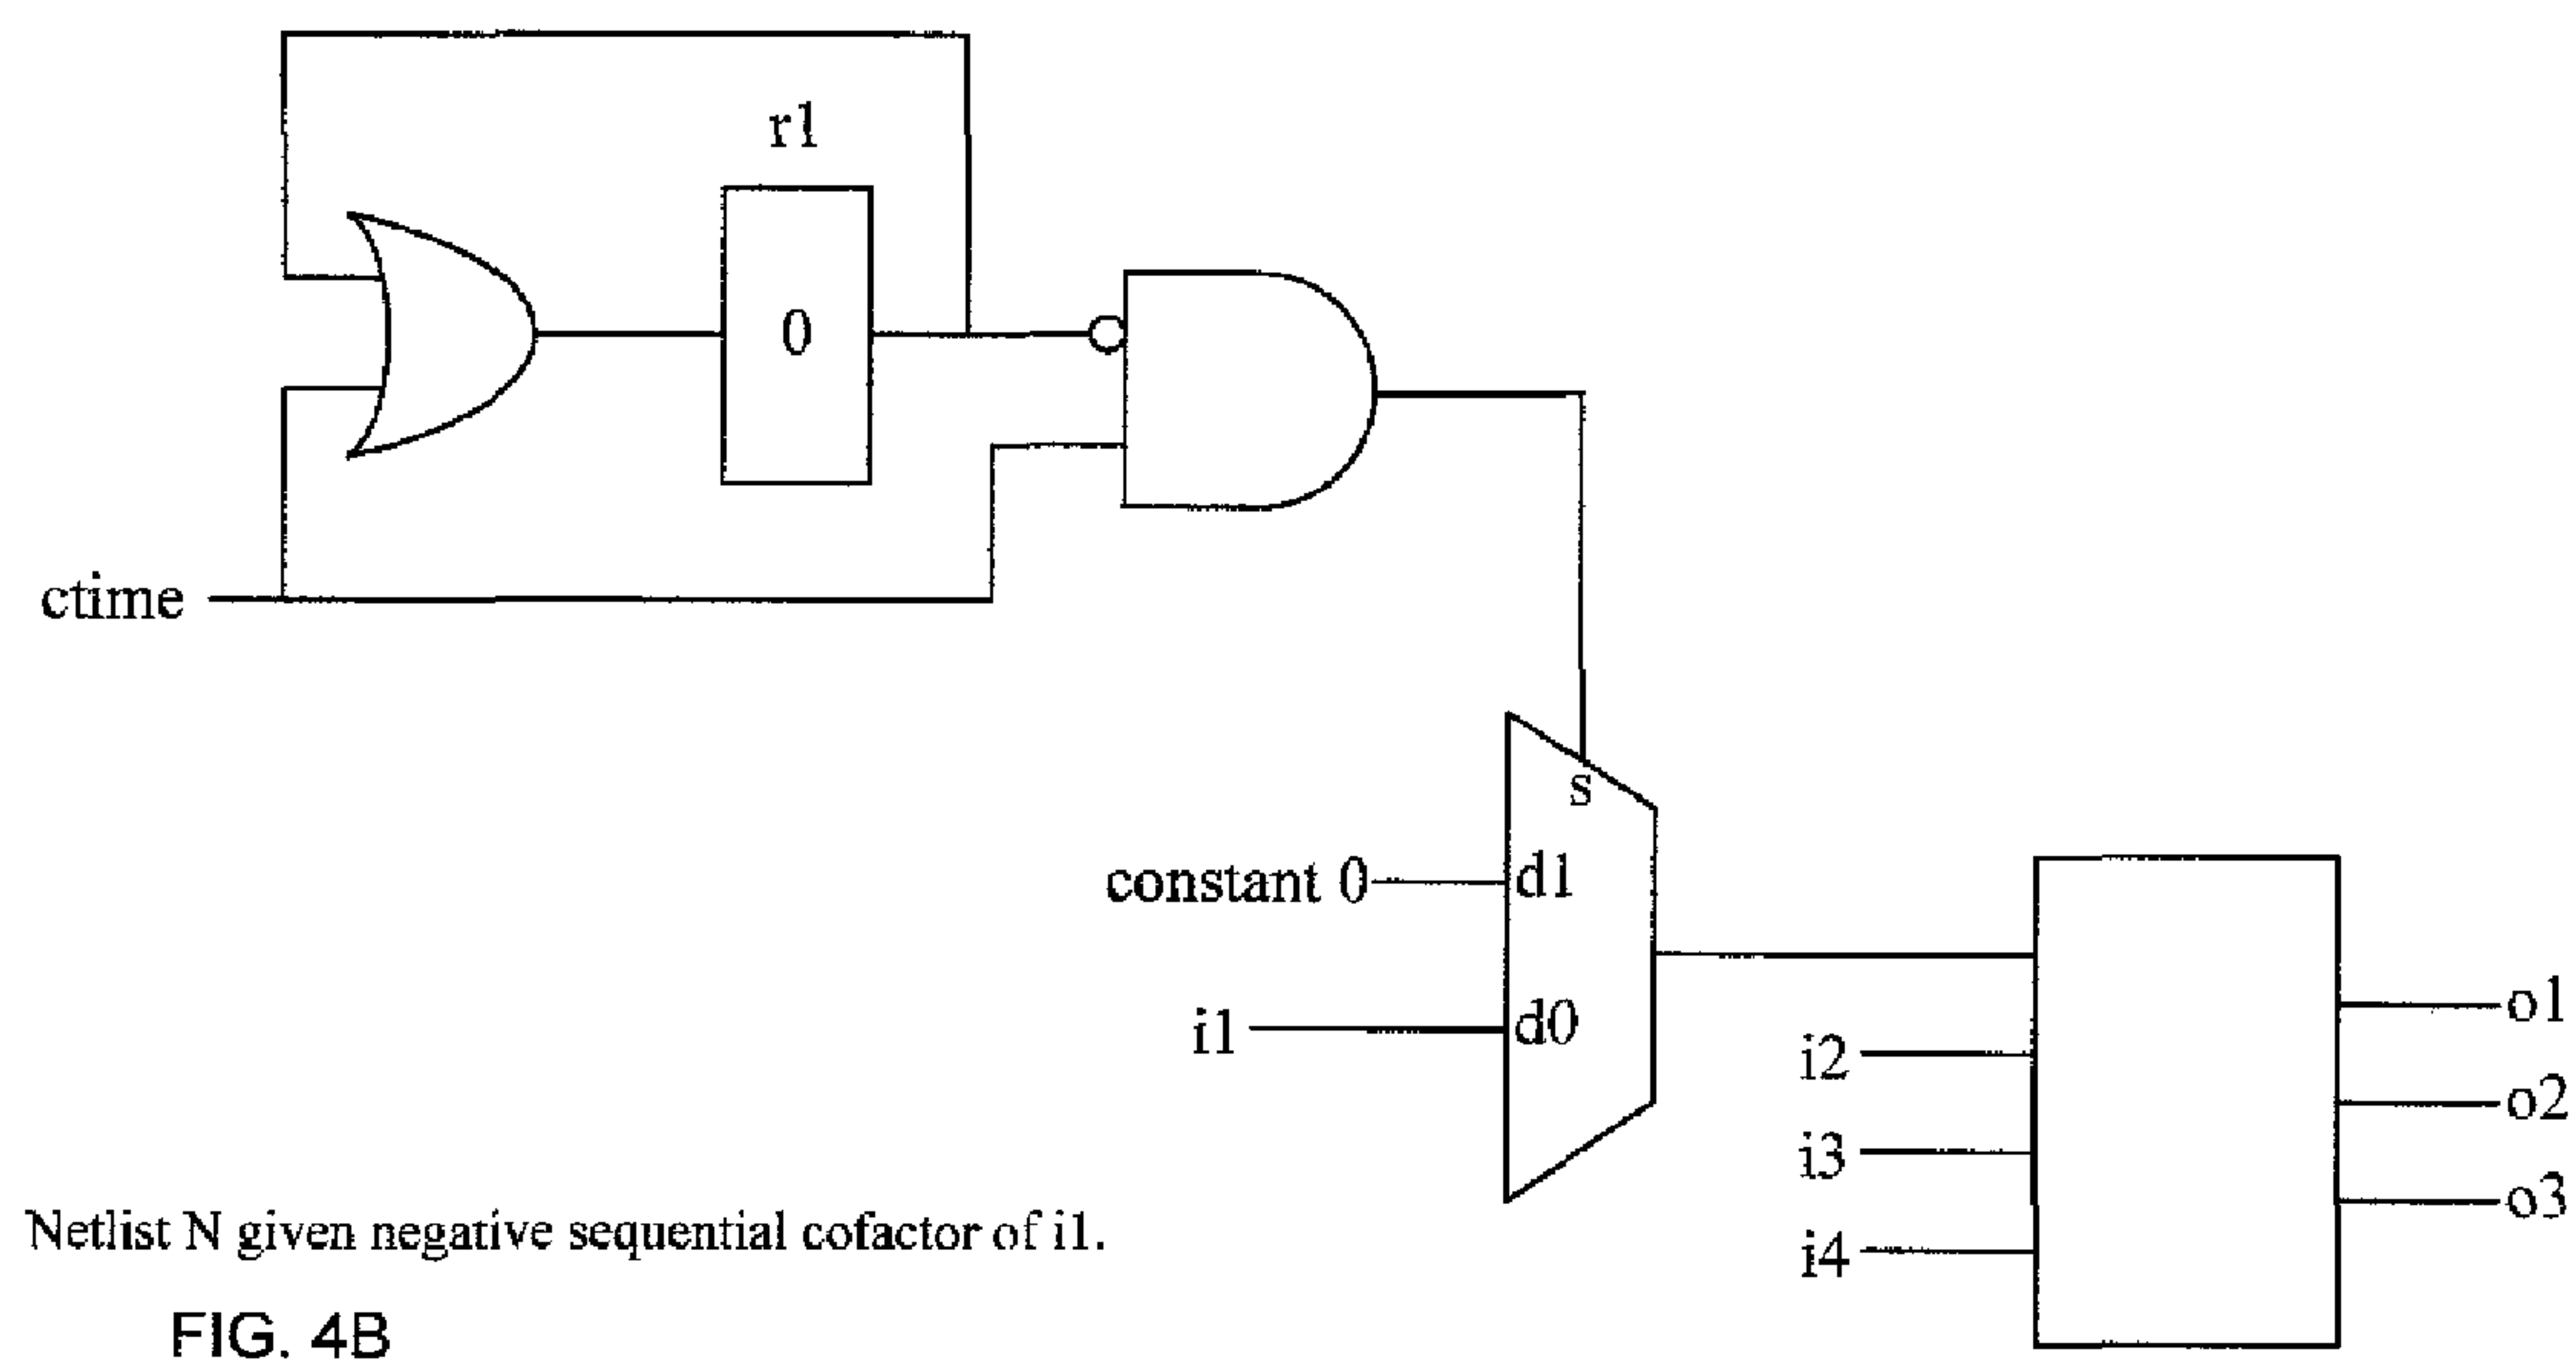 r1
0
ctime
s
constant 0
d1
i1
d0
i2
i3
i4
o1
o2
o3
Netlist N given negative sequential cofactor of i1.
FIG. 4B